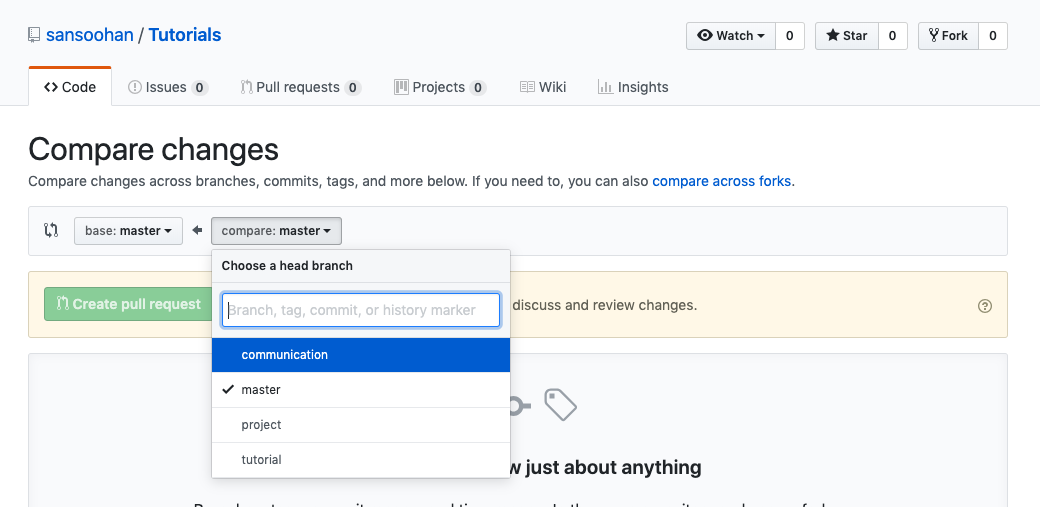 sansoohan / Tutorials
Watch 0 Star 0 Fork 0
Code Issues 0 Pull requests 0 Projects 0 Wiki Insights
Compare changes
Compare changes across branches, commits, tags, and more below. If you need to, you can also compare across forks.
base: master compare: master
Choose a head branch
Create pull request discuss and review changes.
Branch, tag, commit, or history marker
communication
master
project
tutorial
just about anything